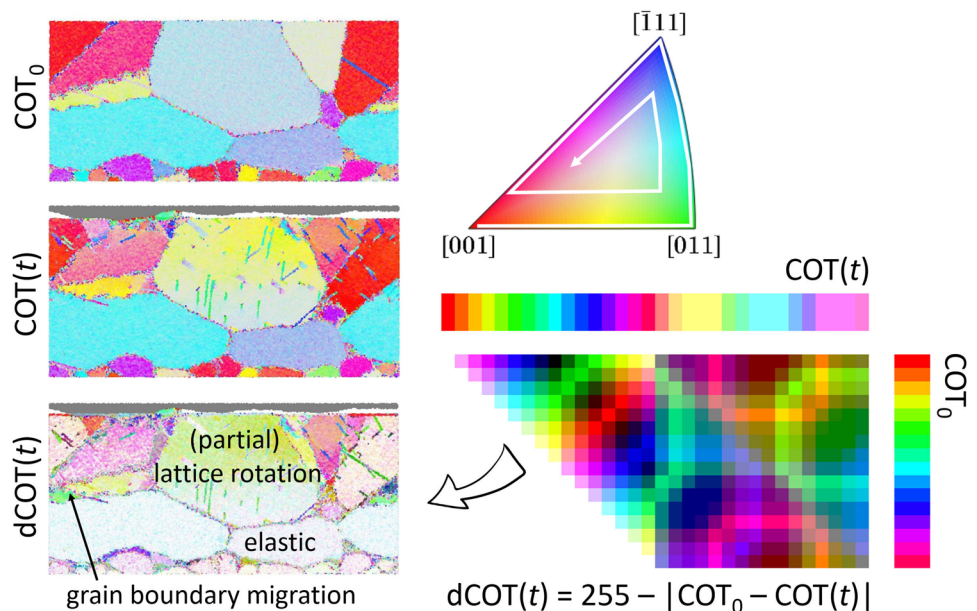 COT₀
COT(t)
dCOT(t)
(partial)
lattice rotation
elastic
grain boundary migration
[1̄11]
[001]
[011]
COT(t)
COT₀
dCOT(t) = 255 − |COT₀ − COT(t)|